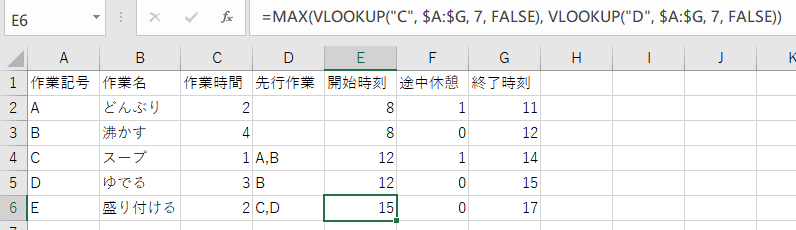 E6 =MAX(VLOOKUP("C", $A:$G, 7, FALSE), VLOOKUP("D", $A:$G, 7, FALSE))
A B C D E F G H I J K
1 作業記号 作業名 作業時間 先行作業 開始時刻 途中休憩 終了時刻
2 A どんぶり 2 8 1 11
3 B 沸かす 4 8 0 12
4 C スープ 1 A,B 12 1 14
5 D ゆでる 3 B 12 0 15
6 E 盛り付ける 2 C,D 15 0 17